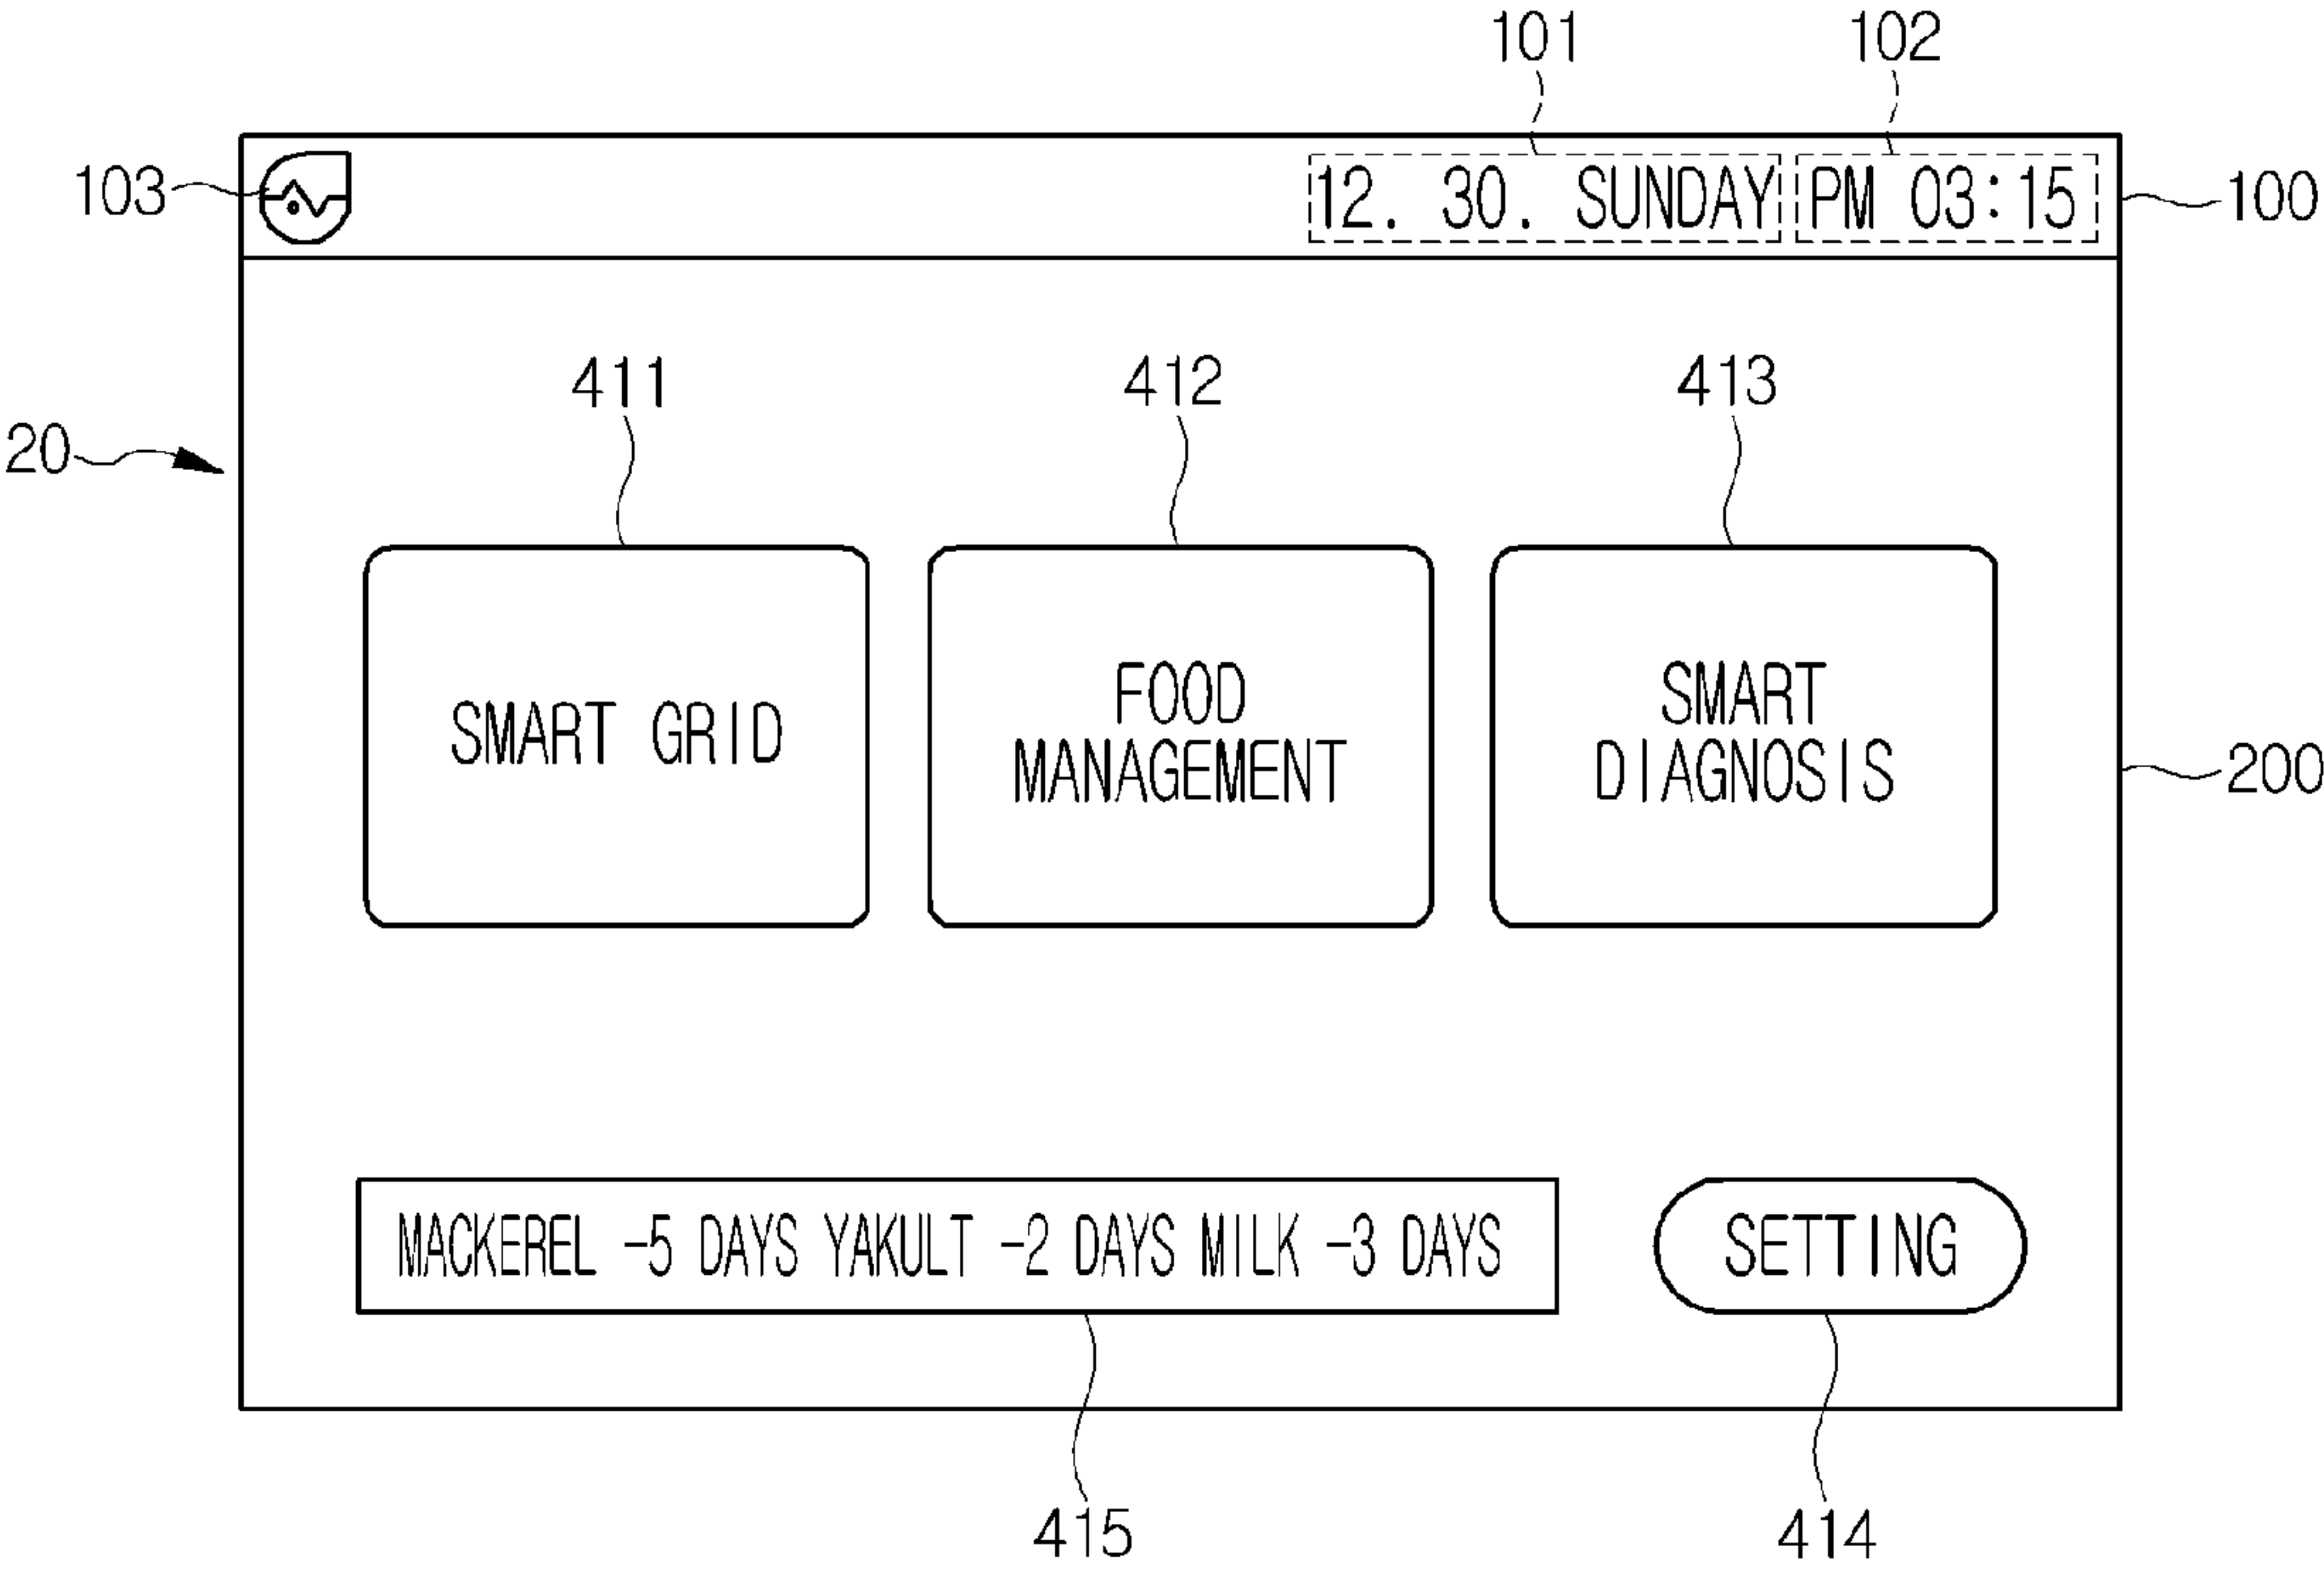 101 102
103 12. 30. SUNDAY PM 03:15 100
411 412 413
20
SMART GRID
FOOD
MANAGEMENT
SMART
DIAGNOSIS
200
MACKEREL -5 DAYS YAKULT -2 DAYS MILK -3 DAYS
SETTING
415 414